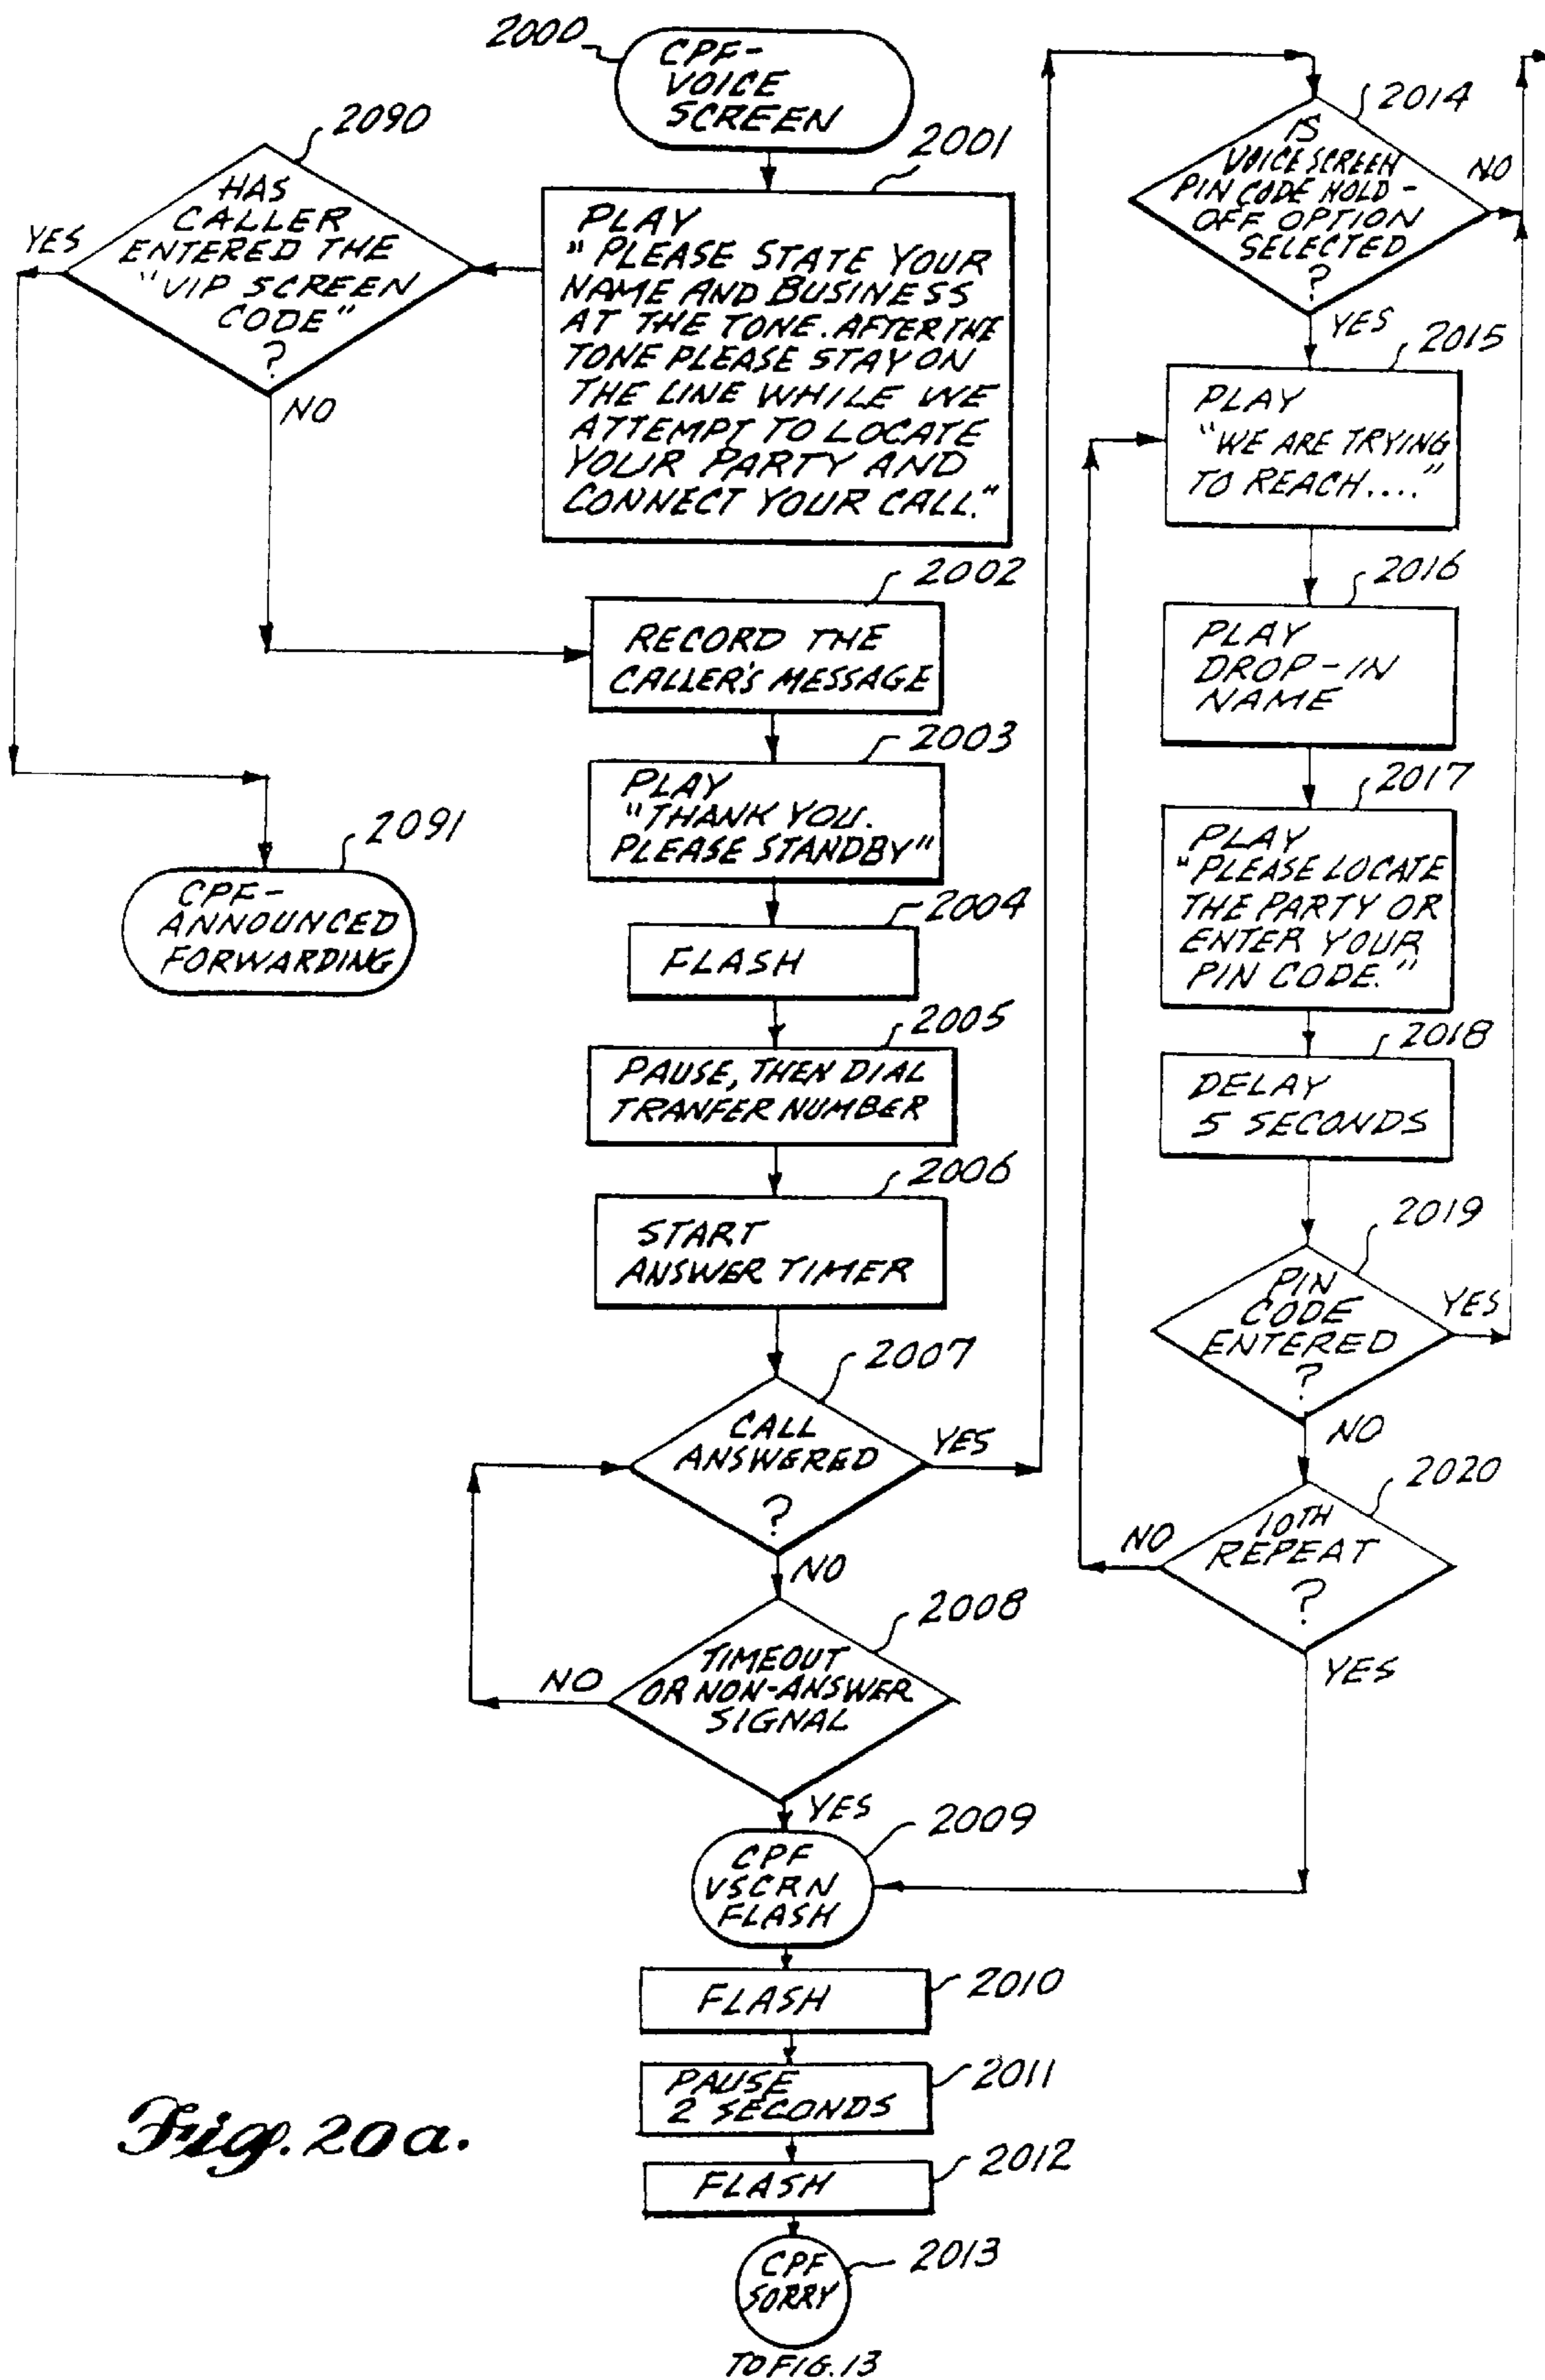 2000
CPF-
VOICE
SCREEN
2090
HAS
CALLER
ENTERED THE
"VIP SCREEN
CODE"
?
YES
NO
2001
PLAY
"PLEASE STATE YOUR
NAME AND BUSINESS
AT THE TONE. AFTER THE
TONE PLEASE STAY ON
THE LINE WHILE WE
ATTEMPT TO LOCATE
YOUR PARTY AND
CONNECT YOUR CALL."
2091
CPF-
ANNOUNCED
FORWARDING
2002
RECORD THE
CALLER'S MESSAGE
2003
PLAY
"THANK YOU.
PLEASE STANDBY"
2004
FLASH
2005
PAUSE, THEN DIAL
TRANFER NUMBER
2006
START
ANSWER TIMER
2007
CALL
ANSWERED
?
YES
NO
2008
TIMEOUT
OR NON-ANSWER
SIGNAL
NO
YES
2009
CPF
VSCRN
FLASH
2010
FLASH
2011
PAUSE
2 SECONDS
2012
FLASH
2013
CPF
SORRY
TO FIG. 13
2014
IS
VOICE SCREEN
PIN CODE HOLD-
OFF OPTION
SELECTED
?
NO
YES
2015
PLAY
"WE ARE TRYING
TO REACH...."
2016
PLAY
DROP-IN
NAME
2017
PLAY
"PLEASE LOCATE
THE PARTY OR
ENTER YOUR
PIN CODE."
2018
DELAY
5 SECONDS
2019
PIN
CODE
ENTERED
?
YES
NO
2020
10TH
REPEAT
?
NO
YES
Fig. 20a.